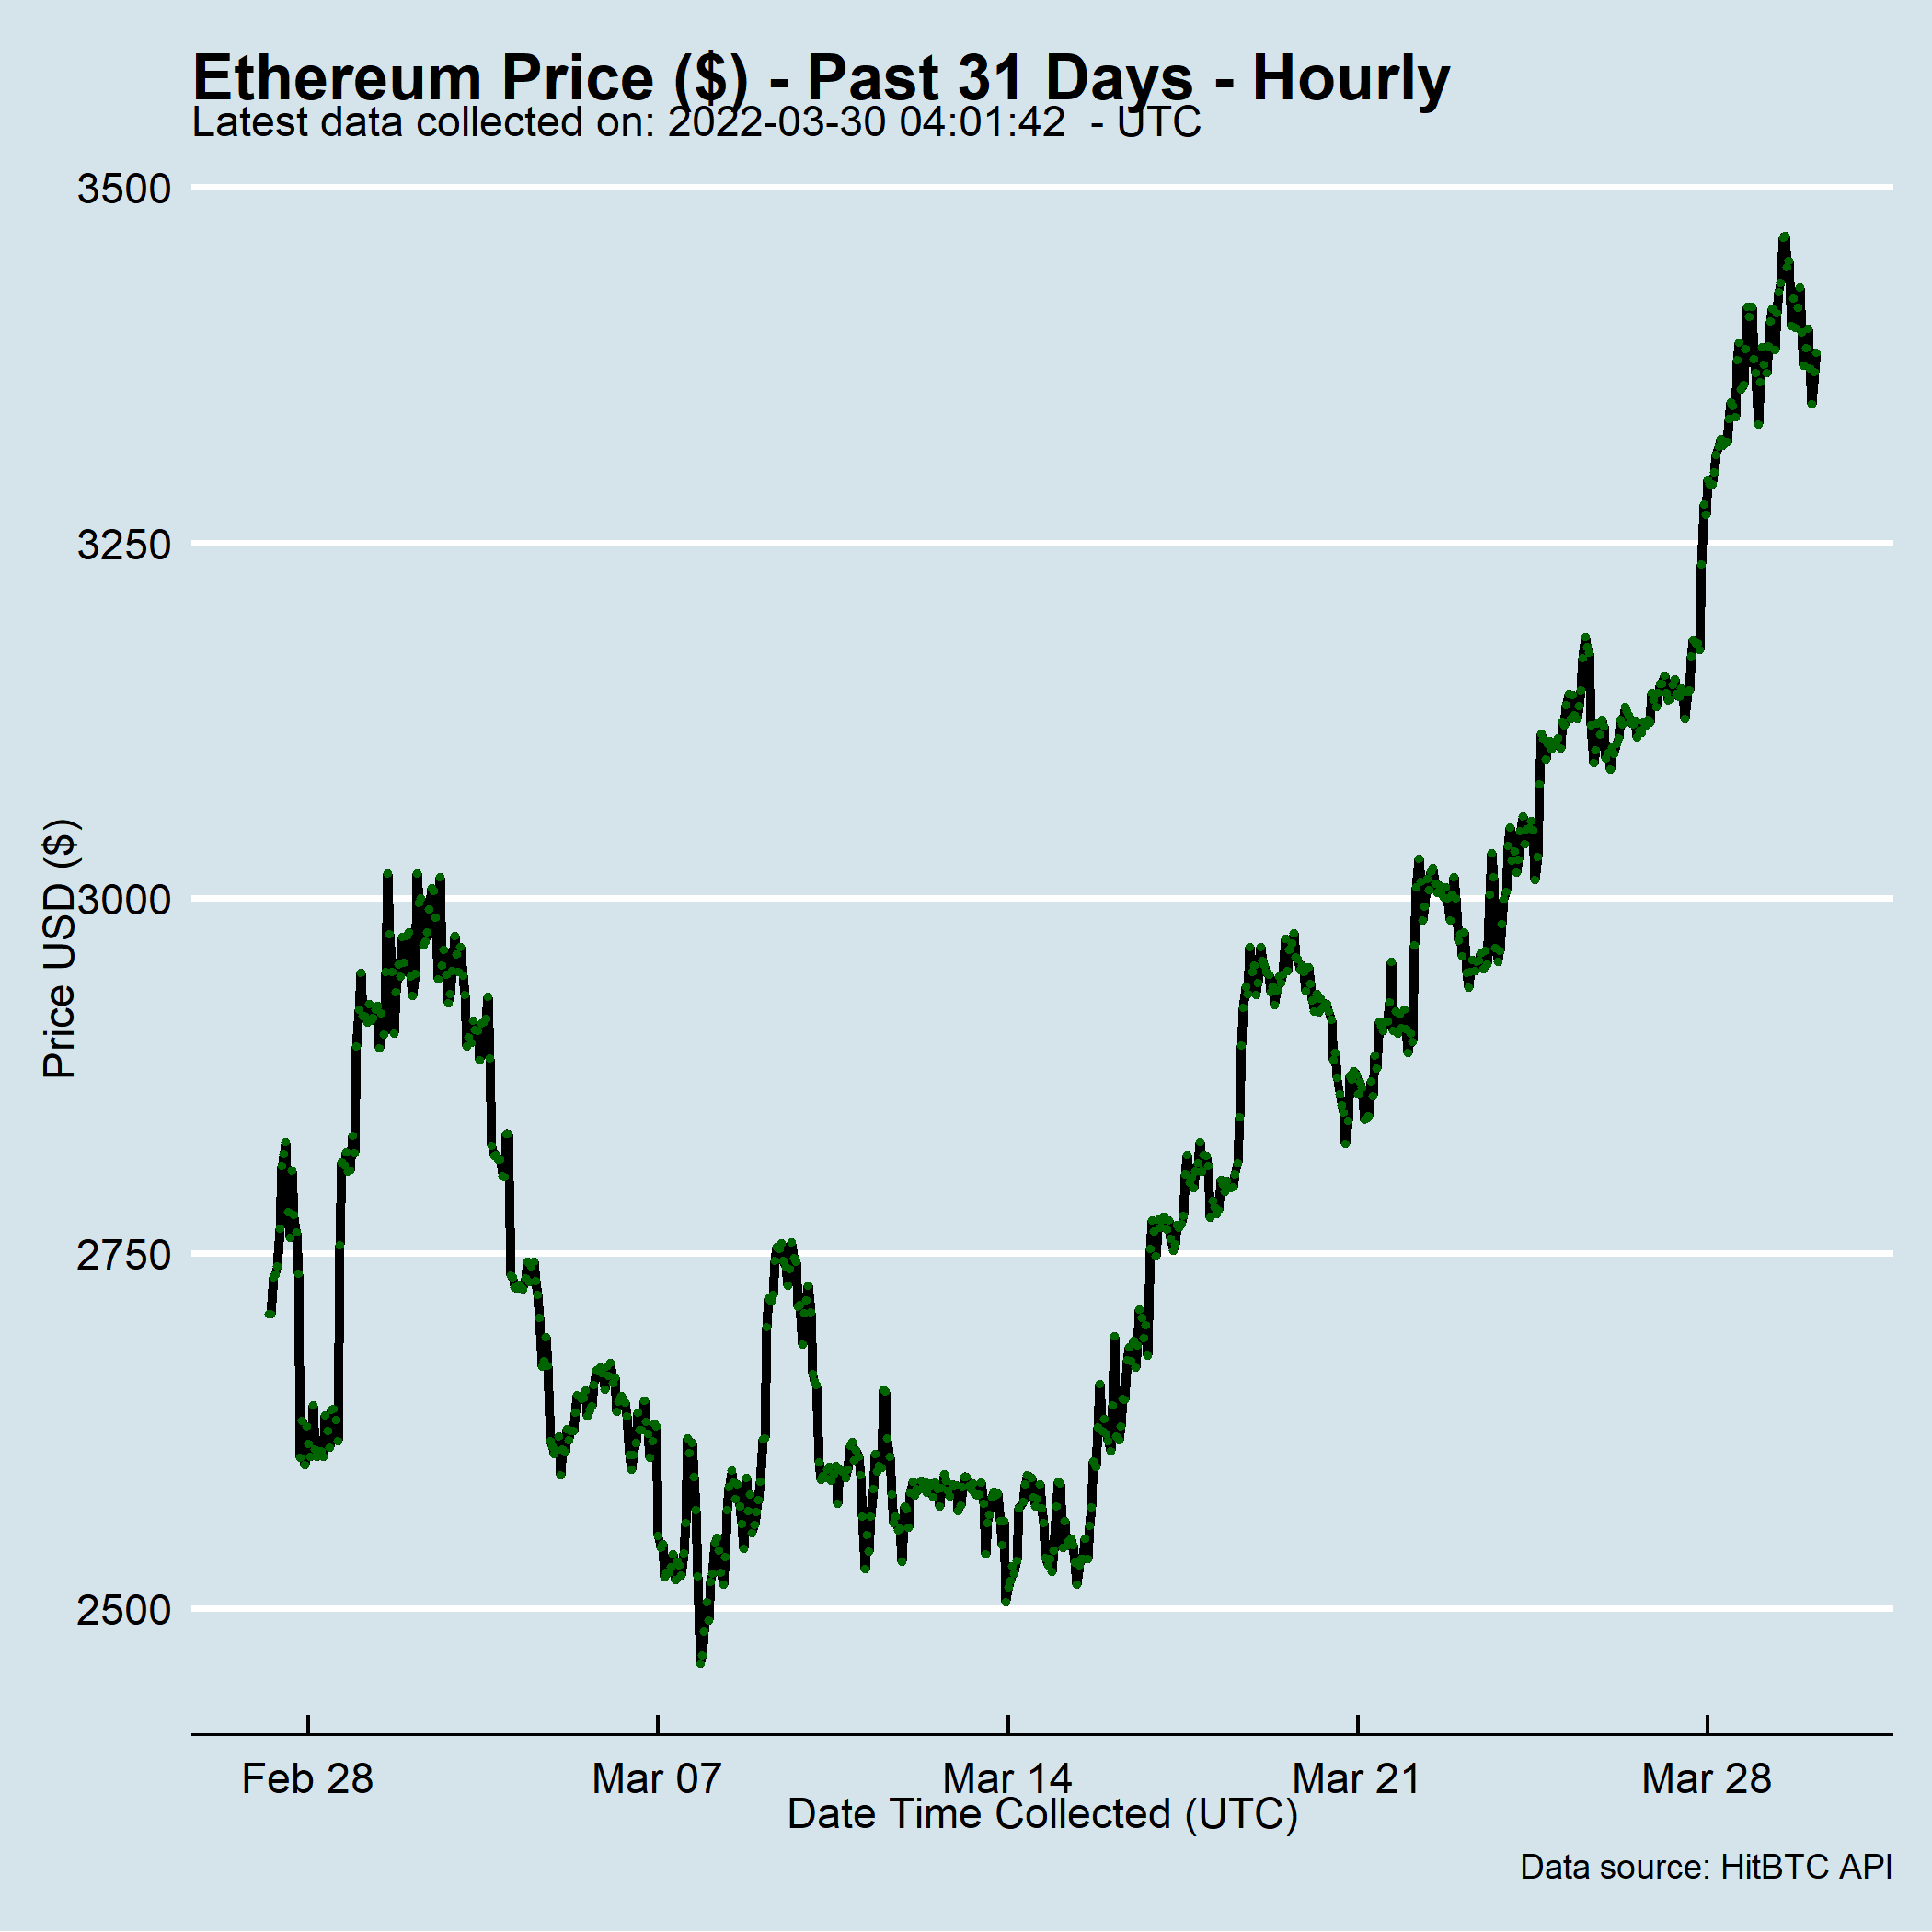 Ethereum Price ($) - Past 31 Days - Hourly
Latest data collected on: 2022-03-30 04:01:42  - UTC
3500
3250
3000
2750
2500
Price USD ($)
Feb 28 Mar 07 Mar 14 Mar 21 Mar 28
Date Time Collected (UTC)
Data source: HitBTC API